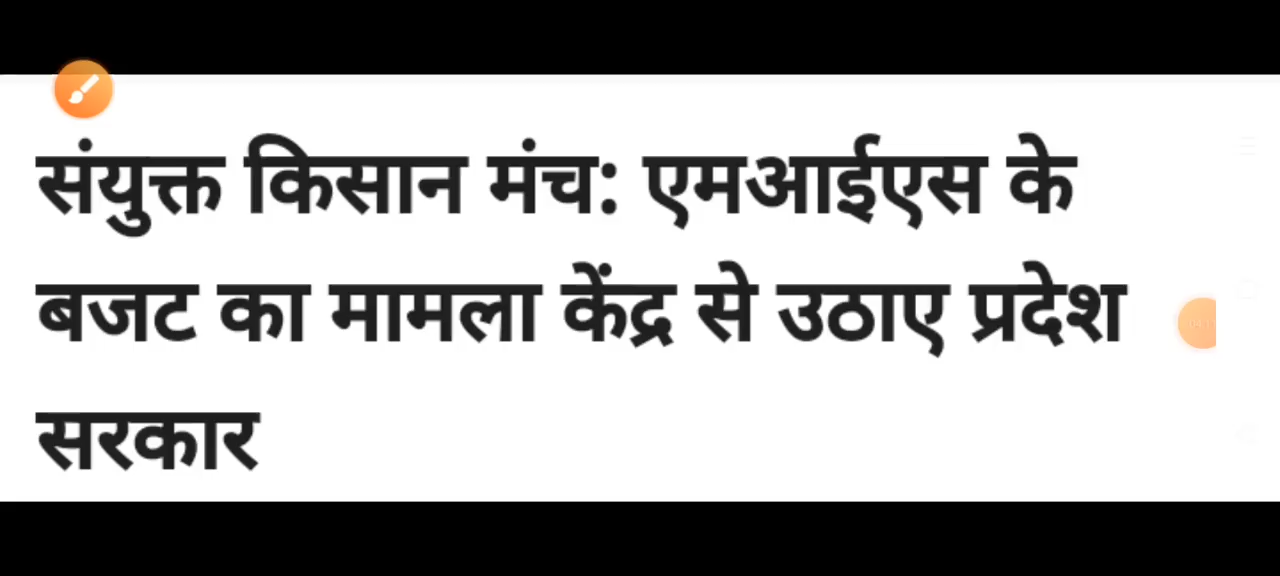 संयुक्त किसान मंच: एमआईएस के
बजट का मामला केंद्र से उठाए प्रदेश
सरकार